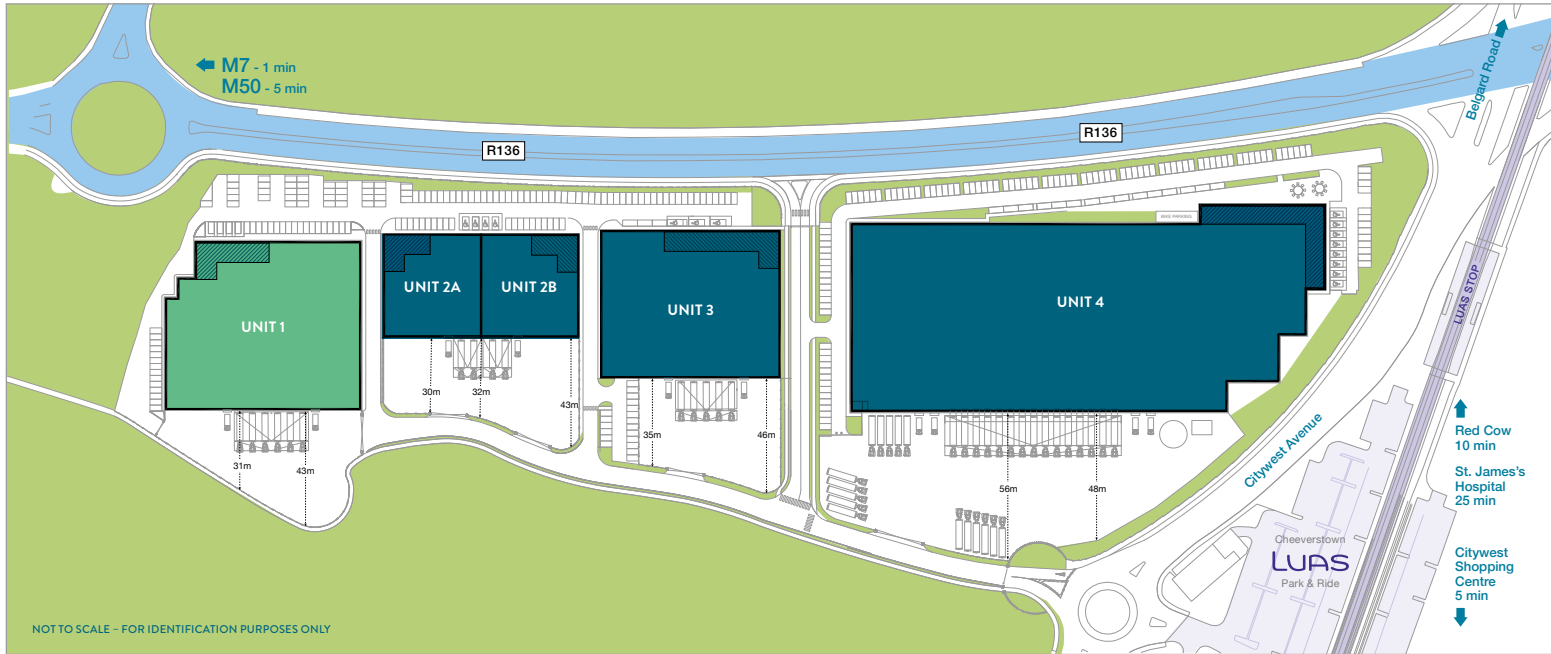 M7 - 1 min
M50 - 5 min
Belgard Road
R136
R136
BIKE PARKING
UNIT 1
UNIT 2A
UNIT 2B
UNIT 3
UNIT 4
LUAS STOP
30m
32m
43m
35m
46m
31m
43m
56m
48m
Citywest Avenue
Red Cow
10 min
St. James's
Hospital
25 min
Cheeverstown
LUAS
Park & Ride
Citywest
Shopping
Centre
5 min
NOT TO SCALE – FOR IDENTIFICATION PURPOSES ONLY